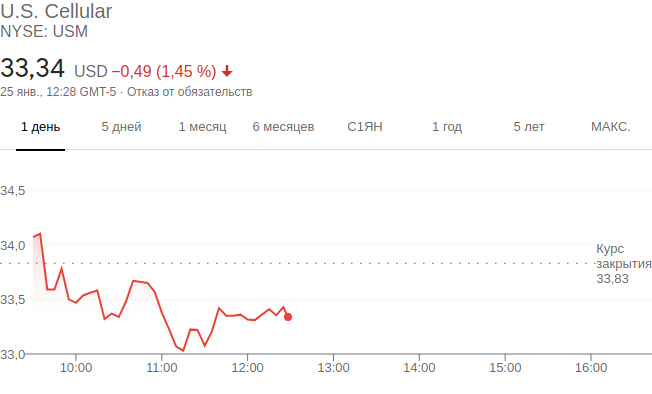 U.S. Cellular
NYSE: USM
33,34 USD −0,49 (1,45 %)
25 янв., 12:28 GMT-5 · Отказ от обязательств
1 день 5 дней 1 месяц 6 месяцев С1ЯН 1 год 5 лет МАКС.
34,5
34,0
Курс
закрытия
33,83
33,5
33,0
10:00 11:00 12:00 13:00 14:00 15:00 16:00